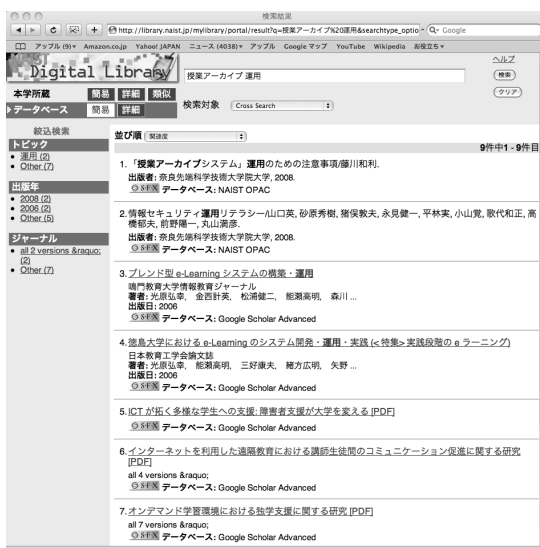 検索結果
http://library.naist.jp/mylibrary/portal/result?q=授業アーカイブ%20運用&searchtype_optio
Google
アップル (9)▾ Amazon.co.jp Yahoo! JAPAN ニュース (4038)▾ アップル Google マップ YouTube Wikipedia お役立ち▾
Digital Library
授業アーカイブ 運用
ヘルプ
検索
クリア
本学所蔵 簡易 詳細 類似
データベース 簡易 詳細
検索対象 Cross Search
絞込検索
トピック
• 運用 (2)
• Other (7)
出版年
• 2008 (2)
• 2006 (2)
• Other (5)
ジャーナル
• all 2 versions &raquo;
(2)
• Other (7)
並び順 関連度
9件中1 - 9件目
1. 「授業アーカイブシステム」運用のための注意事項/藤川和利.
出版者: 奈良先端科学技術大学院大学, 2008.
S·F·X データベース: NAIST OPAC
2. 情報セキュリティ運用リテラシー/山口英, 砂原秀樹, 猪俣敦夫, 永見健一, 平林実, 小山覚, 歌代和正, 高
橋郁夫, 前野陽一, 丸山満彦.
出版者: 奈良先端科学技術大学院大学, 2008.
S·F·X データベース: NAIST OPAC
3. ブレンド型 e-Learning システムの構築・運用
鳴門教育大学情報教育ジャーナル
著者: 光原弘幸, 金西計英, 松浦健二, 能瀬高明, 森川 ...
出版日: 2006
S·F·X データベース: Google Scholar Advanced
4. 徳島大学における e-Learning のシステム開発・運用・実践 (<特集> 実践段階の e ラーニング)
日本教育工学会論文誌
著者: 光原弘幸, 能瀬高明, 三好康夫, 緒方広明, 矢野 ...
出版日: 2006
S·F·X データベース: Google Scholar Advanced
5. ICT が拓く多様な学生への支援: 障害者支援が大学を変える [PDF]
S·F·X データベース: Google Scholar Advanced
6. インターネットを利用した遠隔教育における講師生徒間のコミュニケーション促進に関する研究
[PDF]
all 4 versions &raquo;
S·F·X データベース: Google Scholar Advanced
7. オンデマンド学習環境における独学支援に関する研究 [PDF]
all 7 versions &raquo;
S·F·X データベース: Google Scholar Advanced